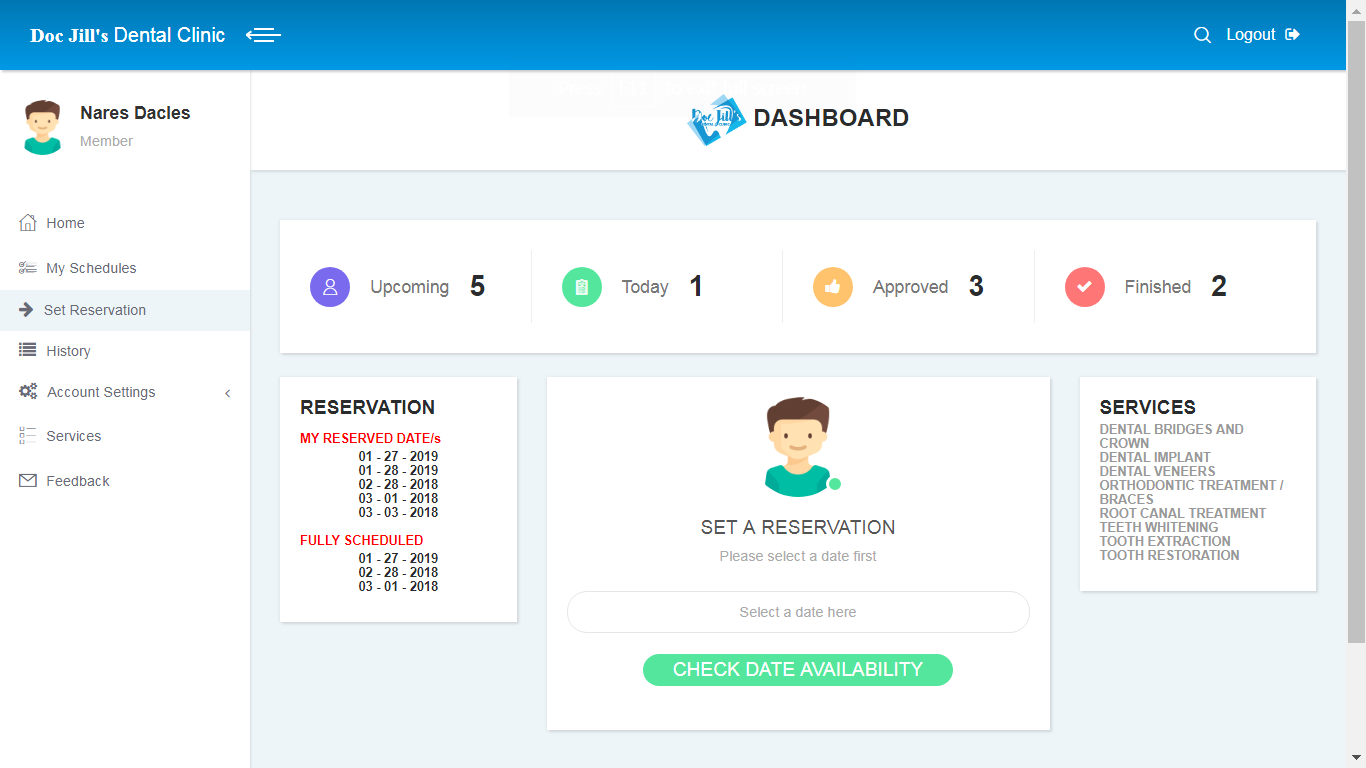 Doc Jill's Dental Clinic
Logout
Nares Dacles
Member
Doc Jill's
DASHBOARD
Home
My Schedules
Set Reservation
History
Account Settings
Services
Feedback
Upcoming 5
Today 1
Approved 3
Finished 2
RESERVATION
MY RESERVED DATE/s
01 - 27 - 2019
01 - 28 - 2019
02 - 28 - 2018
03 - 01 - 2018
03 - 03 - 2018
FULLY SCHEDULED
01 - 27 - 2019
02 - 28 - 2018
03 - 01 - 2018
SET A RESERVATION
Please select a date first
Select a date here
CHECK DATE AVAILABILITY
SERVICES
DENTAL BRIDGES AND
CROWN
DENTAL IMPLANT
DENTAL VENEERS
ORTHODONTIC TREATMENT /
BRACES
ROOT CANAL TREATMENT
TEETH WHITENING
TOOTH EXTRACTION
TOOTH RESTORATION